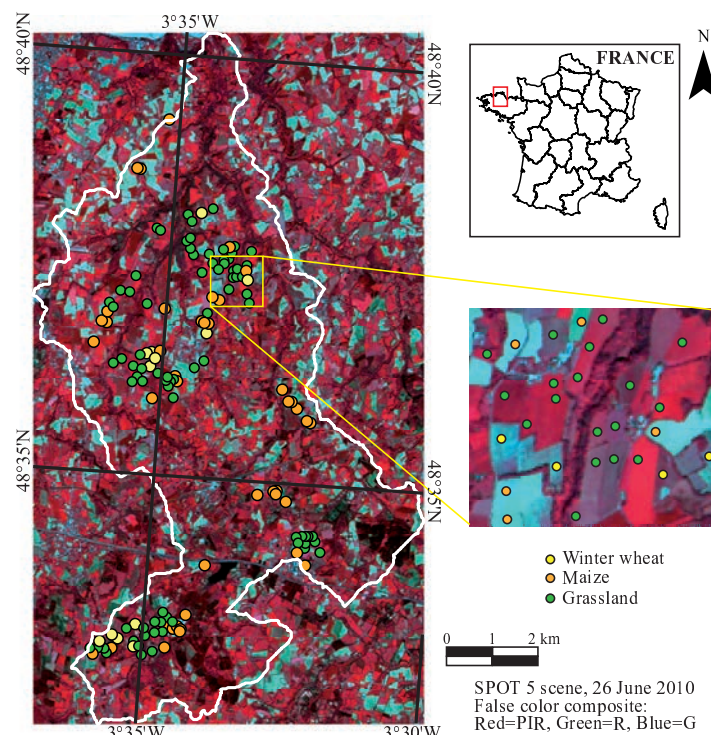 3°35'W
48°40'N
48°40'N
FRANCE
N
48°35'N
48°35'N
Winter wheat
Maize
Grassland
0 1 2 km
SPOT 5 scene, 26 June 2010
False color composite:
Red=PIR, Green=R, Blue=G
3°35'W
3°30'W